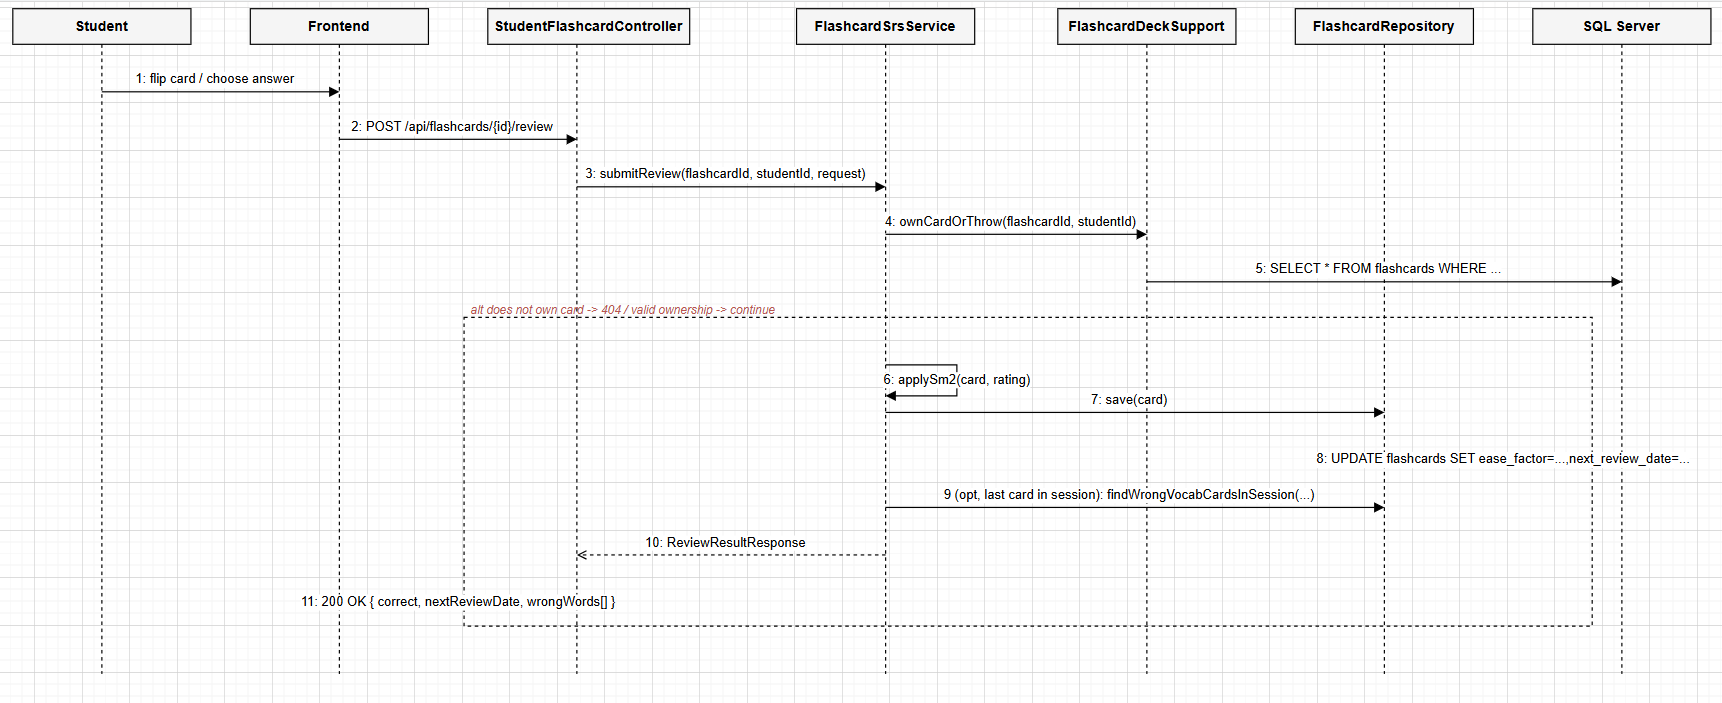 Student
Frontend
StudentFlashcardController
FlashcardSrsService
FlashcardDeckSupport
FlashcardRepository
SQL Server
1: flip card / choose answer
2: POST /api/flashcards/{id}/review
3: submitReview(flashcardId, studentId, request)
4: ownCardOrThrow(flashcardId, studentId)
5: SELECT * FROM flashcards WHERE ...
alt does not own card -> 404 / valid ownership -> continue
6: applySm2(card, rating)
7: save(card)
8: UPDATE flashcards SET ease_factor=...,next_review_date=...
9 (opt, last card in session): findWrongVocabCardsInSession(...)
10: ReviewResultResponse
11: 200 OK { correct, nextReviewDate, wrongWords[] }